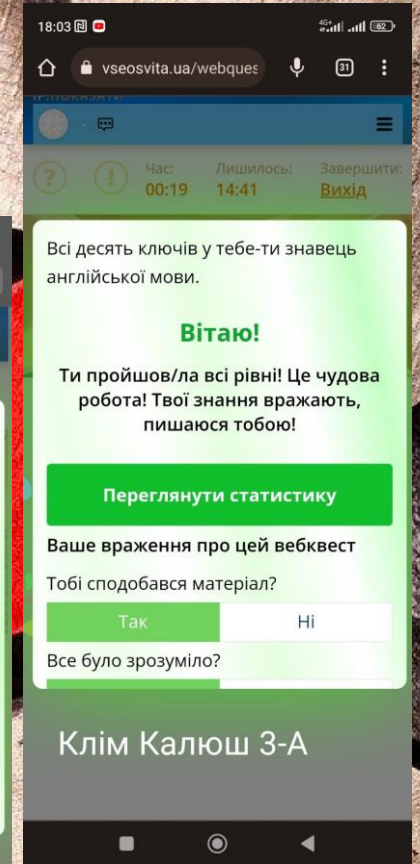 18:03
4G+
62
vseosvita.ua/webques
31
Час: Лишилось: Завершити:
00:19 14:41 Вихід
Всі десять ключів у тебе-ти знавець
англійської мови.
Вітаю!
Ти пройшов/ла всі рівні! Це чудова
робота! Твої знання вражають,
пишаюся тобою!
Переглянути статистику
Ваше враження про цей вебквест
Тобі сподобався матеріал?
Так Ні
Все було зрозуміло?
Клім Калюш 3-А